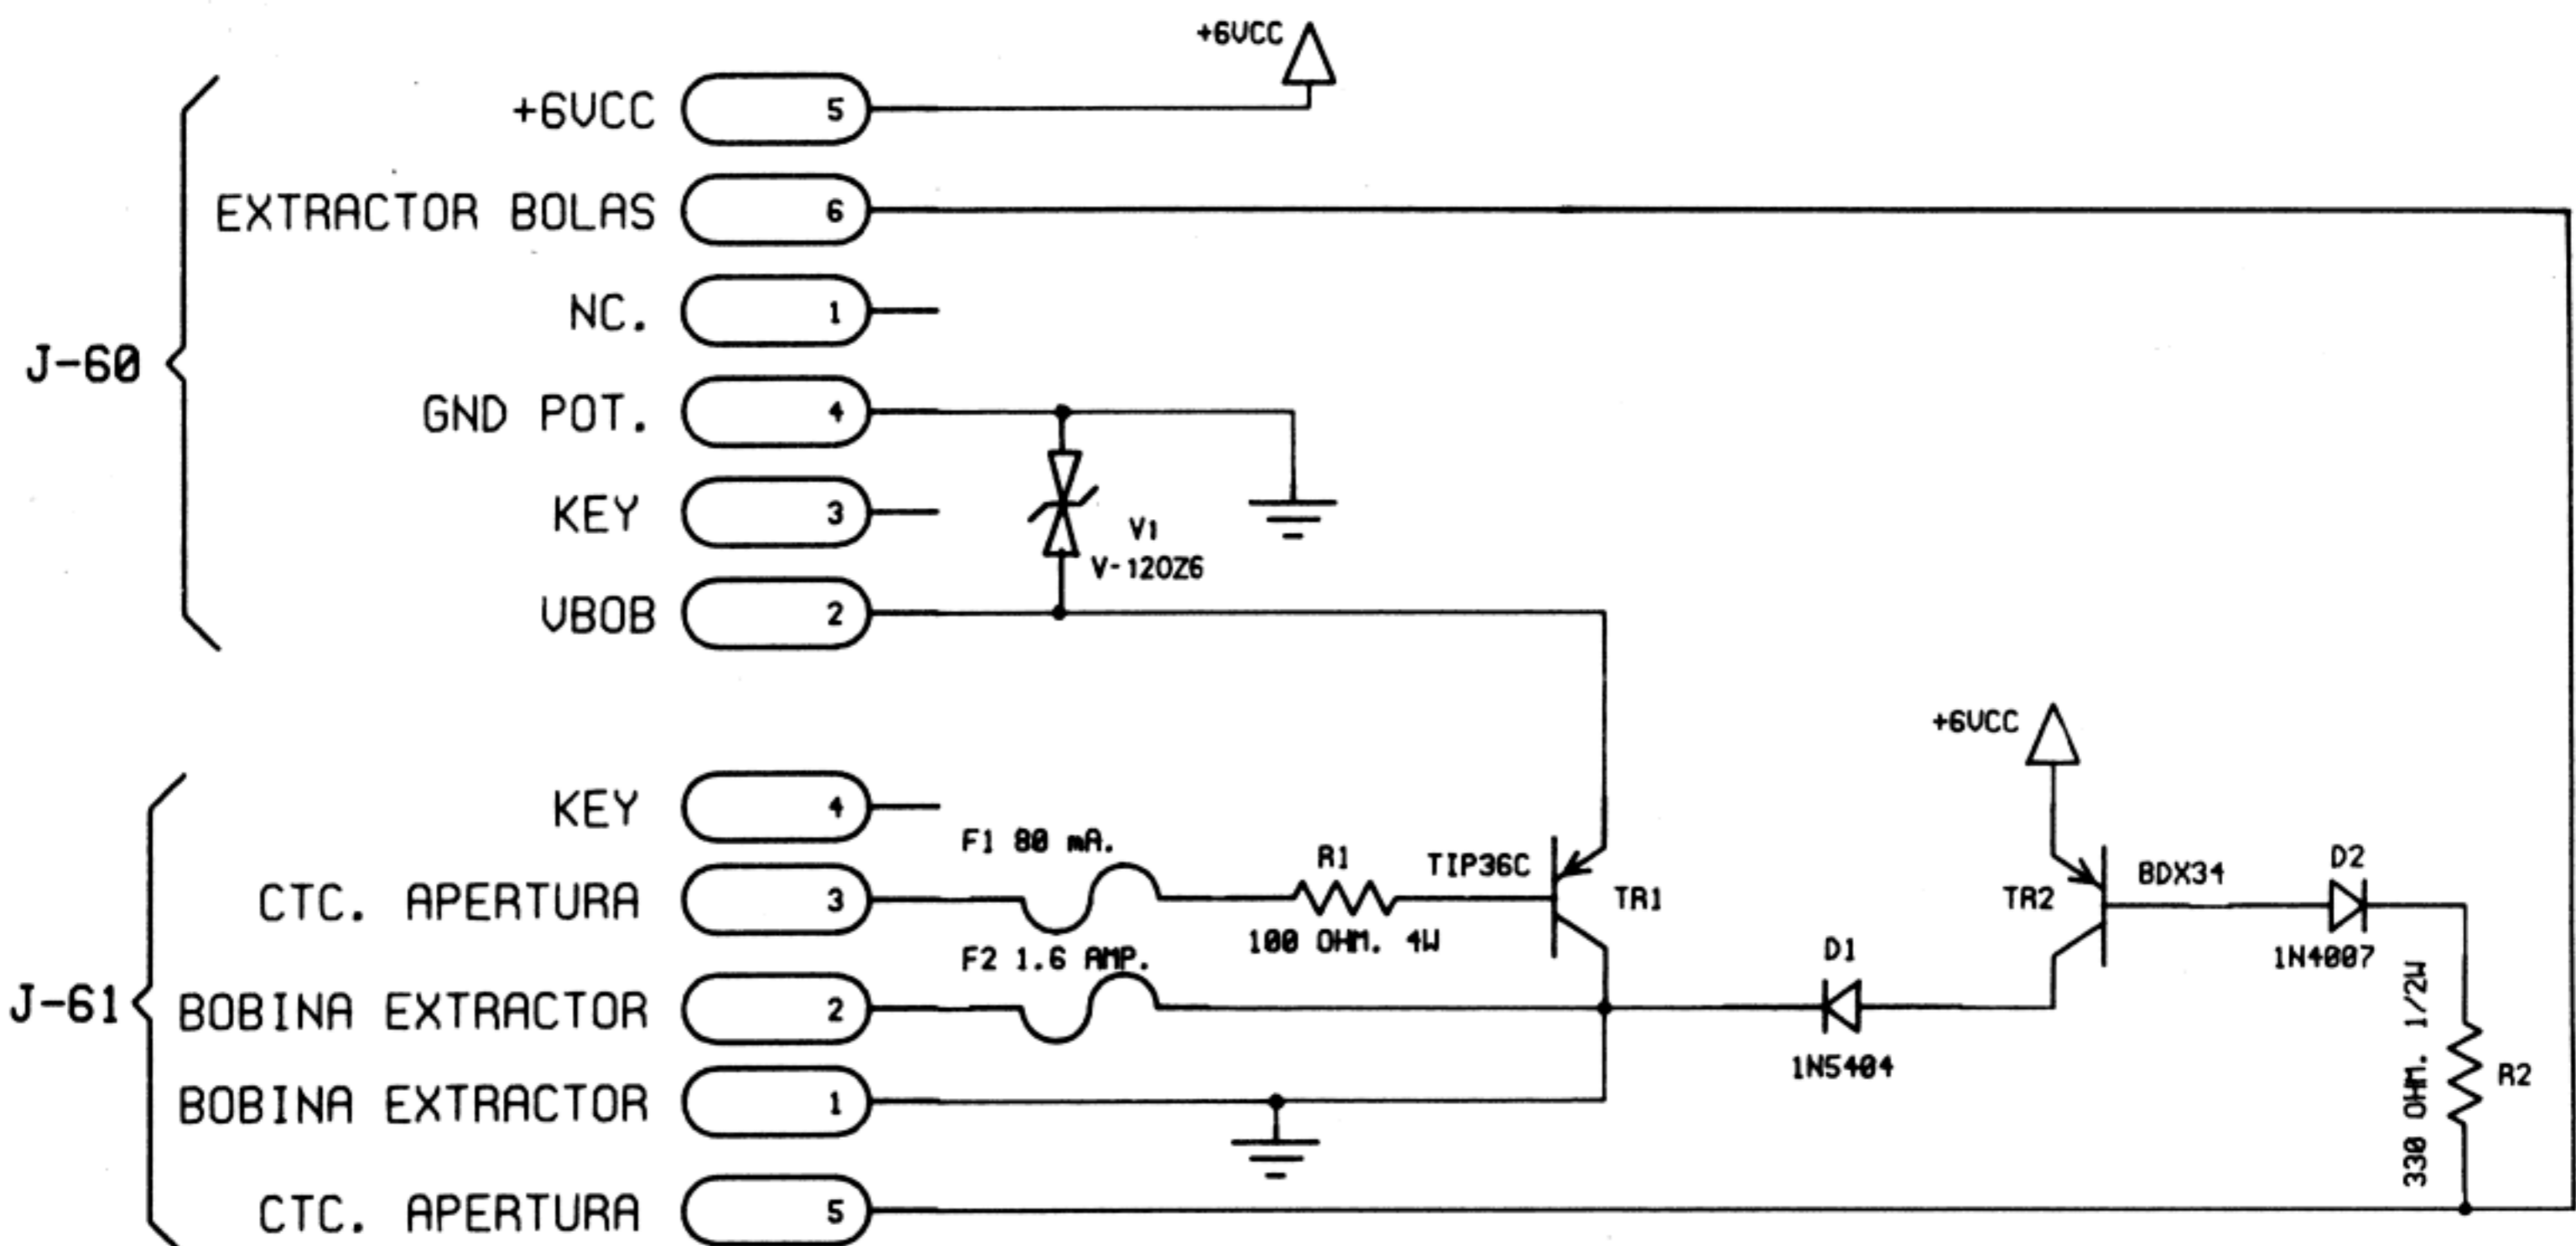 +6VCC
+6VCC 5
EXTRACTOR BOLAS 6
NC. 1
J-60
GND POT. 4
KEY 3
V1
V-120Z6
VBOB 2
+6VCC
KEY 4
F1 80 mA.
R1
TIP36C
D2
BDX34
CTC. APERTURA 3
TR1
TR2
100 OHM. 4W
1N4007
F2 1.6 AMP.
D1
J-61
BOBINA EXTRACTOR 2
1N5404
330 OHM. 1/2W
R2
BOBINA EXTRACTOR 1
CTC. APERTURA 5